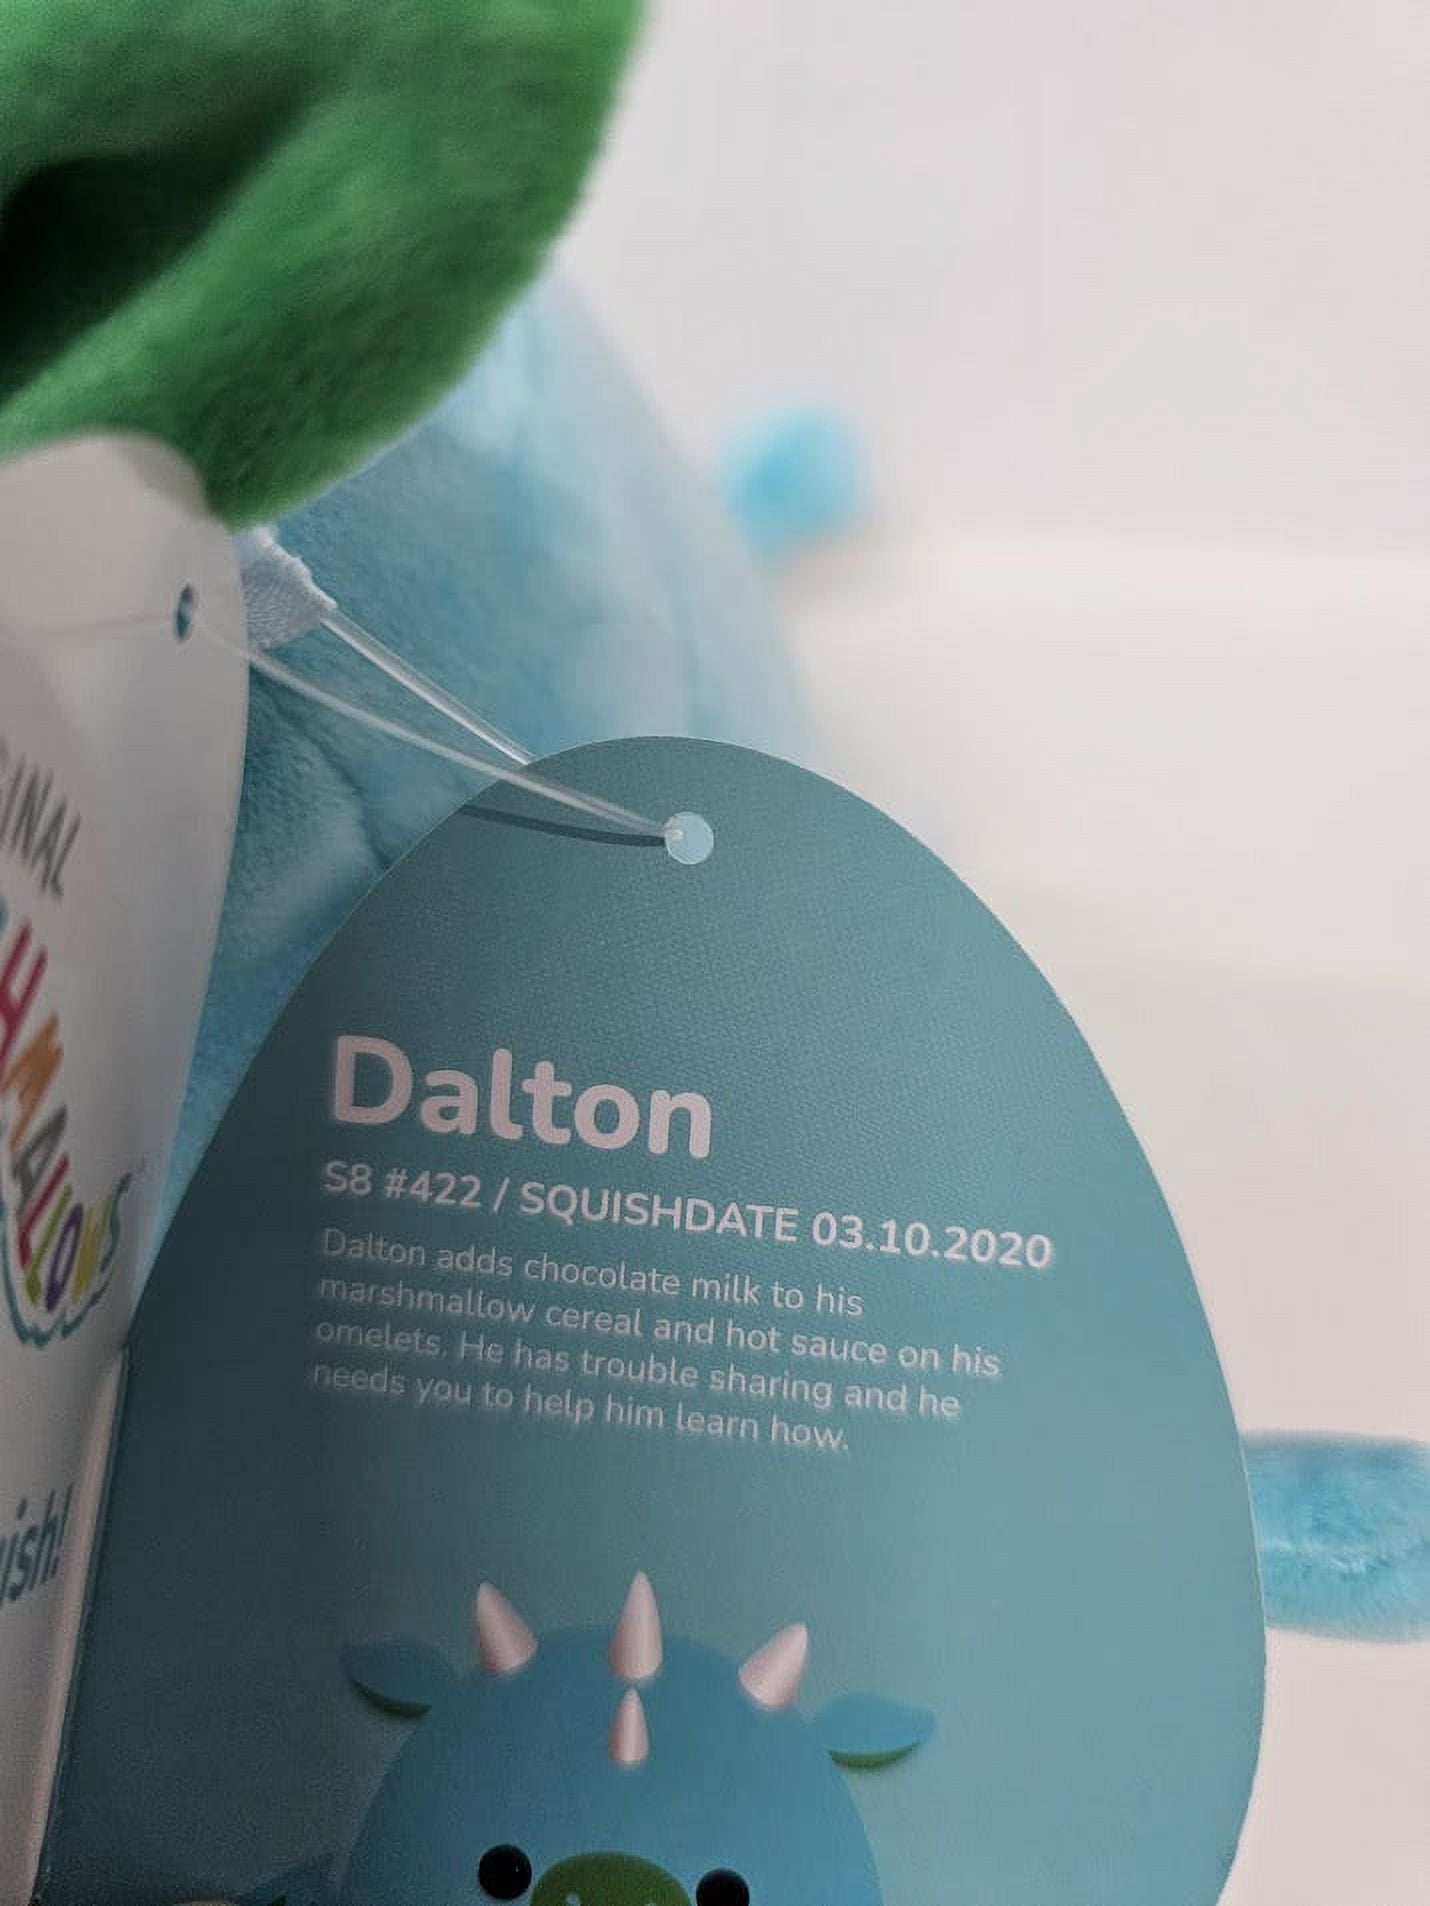 Dalton
S8 #422 / SQUISHDATE 03.10.2020
Dalton adds chocolate milk to his
marshmallow cereal and hot sauce on his
omelets. He has trouble sharing and he
needs you to help him learn how.